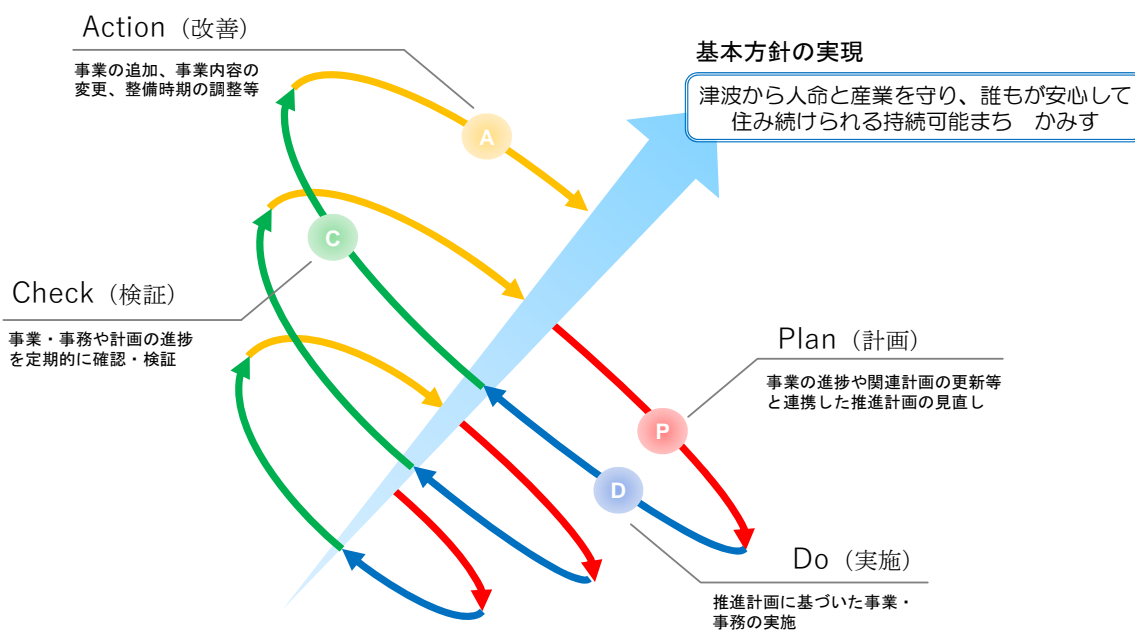 Action（改善）
事業の追加、事業内容の
変更、整備時期の調整等
基本方針の実現
津波から人命と産業を守り、誰もが安心して
住み続けられる持続可能まち　かみす
A
C
Check（検証）
事業・事務や計画の進捗
を定期的に確認・検証
Plan（計画）
事業の進捗や関連計画の更新等
と連携した推進計画の見直し
P
D
Do（実施）
推進計画に基づいた事業・
事務の実施